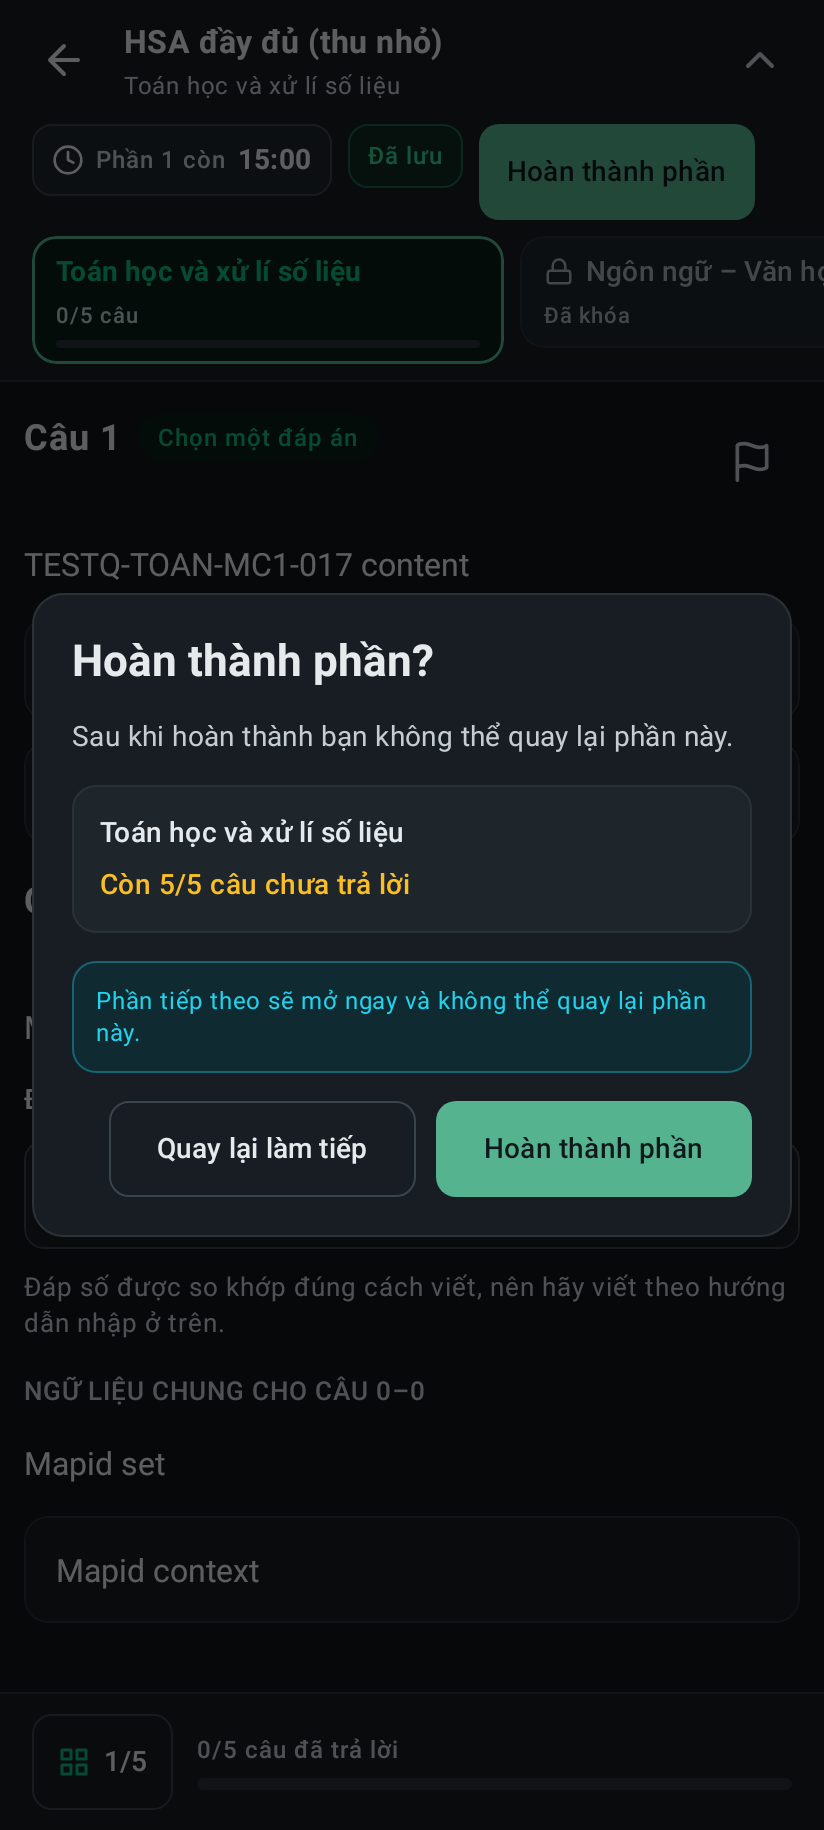 HSA đầy đủ (thu nhỏ)
Toán học và xử lí số liệu
Phần 1 còn 15:00
Đã lưu
Hoàn thành phần
Toán học và xử lí số liệu
0/5 câu
Ngôn ngữ – Văn họ
Đã khóa
Câu 1
Chọn một đáp án
TESTQ-TOAN-MC1-017 content
Hoàn thành phần?
Sau khi hoàn thành bạn không thể quay lại phần này.
Toán học và xử lí số liệu
Còn 5/5 câu chưa trả lời
Phần tiếp theo sẽ mở ngay và không thể quay lại phần
này.
Quay lại làm tiếp
Hoàn thành phần
Đáp số được so khớp đúng cách viết, nên hãy viết theo hướng
dẫn nhập ở trên.
NGỮ LIỆU CHUNG CHO CÂU 0–0
Mapid set
Mapid context
1/5
0/5 câu đã trả lời